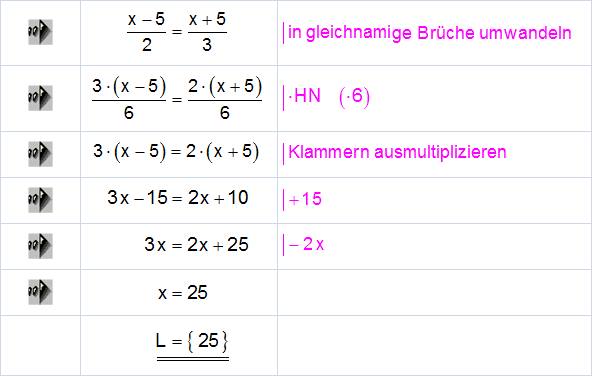 (x − 5)/2 = (x + 5)/3 | in gleichnamige Brüche umwandeln
3·(x − 5)/6 = 2·(x + 5)/6 | ·HN (·6)
3·(x − 5) = 2·(x + 5) | Klammern ausmultiplizieren
3x − 15 = 2x + 10 | +15
3x = 2x + 25 | − 2x
x = 25
L = { 25 }